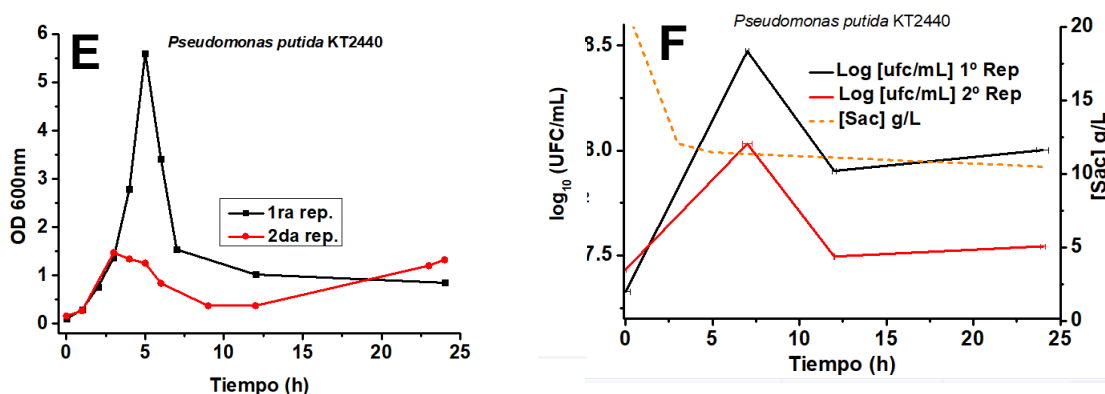 E
Pseudomonas putida KT2440
OD 600nm
6
5
4
3
2
1
0
1ra rep.
2da rep.
0
5
10
15
20
25
Tiempo (h)
F
Pseudomonas putida KT2440
log₁₀ (UFC/mL)
8.5
8.0
7.5
Log [ufc/mL] 1º Rep
Log [ufc/mL] 2º Rep
[Sac] g/L
20
15
10
5
0
[Sac] g/L
0
5
10
15
20
25
Tiempo (h)